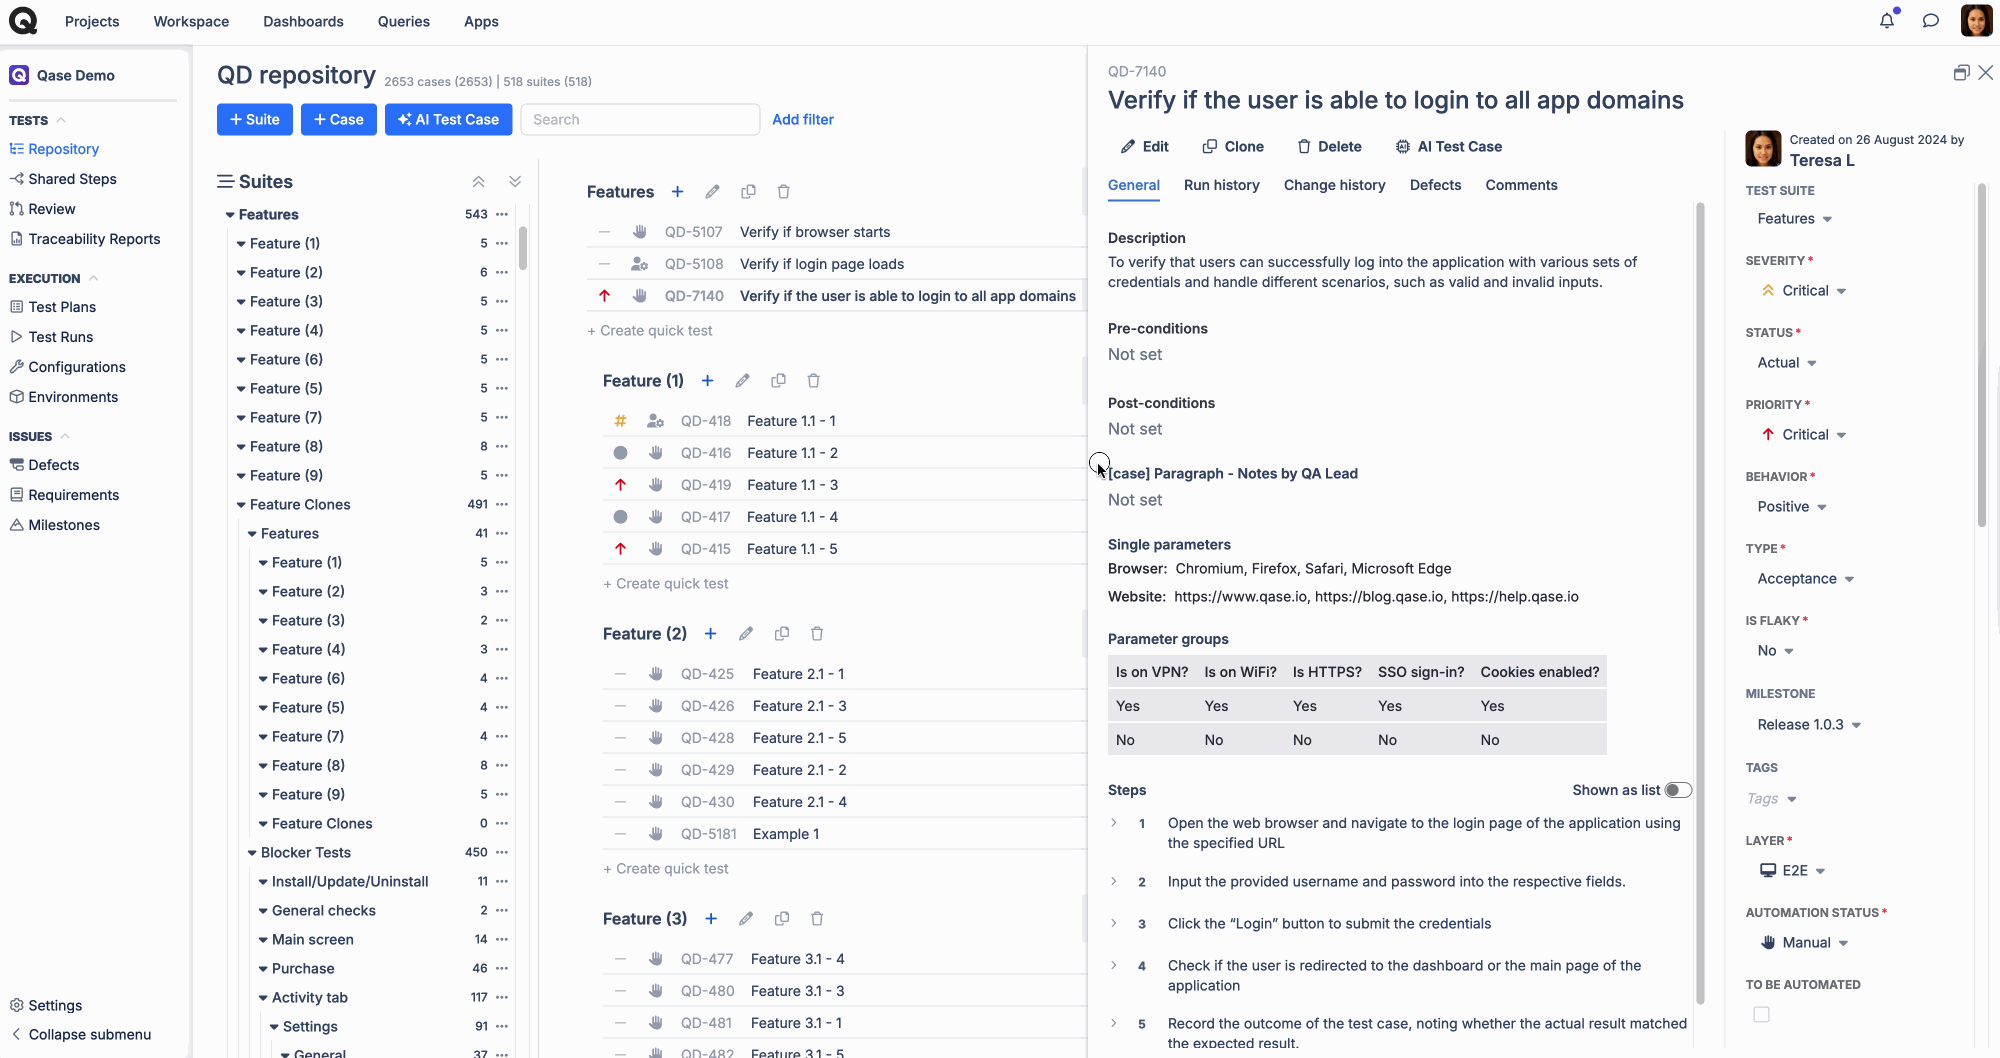 Projects Workspace Dashboards Queries Apps
Qase Demo
TESTS
Repository
Shared Steps
Review
Traceability Reports
EXECUTION
Test Plans
Test Runs
Configurations
Environments
ISSUES
Defects
Requirements
Milestones
Settings
Collapse submenu
QD repository 2653 cases (2653) | 518 suites (518)
+ Suite + Case AI Test Case Search Add filter
Suites
Features 543
Feature (1) 5
Feature (2) 6
Feature (3) 5
Feature (4) 5
Feature (6) 5
Feature (5) 5
Feature (7) 5
Feature (8) 8
Feature (9) 5
Feature Clones 491
Features 41
Feature (1) 5
Feature (2) 3
Feature (3) 2
Feature (4) 3
Feature (6) 4
Feature (5) 4
Feature (7) 4
Feature (8) 8
Feature (9) 5
Feature Clones 0
Blocker Tests 450
Install/Update/Uninstall 11
General checks 2
Main screen 14
Purchase 46
Activity tab 117
Settings 91
General 37
Features +
QD-5107 Verify if browser starts
QD-5108 Verify if login page loads
QD-7140 Verify if the user is able to login to all app domains
+ Create quick test
Feature (1) +
# QD-418 Feature 1.1 - 1
QD-416 Feature 1.1 - 2
QD-419 Feature 1.1 - 3
QD-417 Feature 1.1 - 4
QD-415 Feature 1.1 - 5
+ Create quick test
Feature (2) +
QD-425 Feature 2.1 - 1
QD-426 Feature 2.1 - 3
QD-428 Feature 2.1 - 5
QD-429 Feature 2.1 - 2
QD-430 Feature 2.1 - 4
QD-5181 Example 1
+ Create quick test
Feature (3) +
QD-477 Feature 3.1 - 4
QD-480 Feature 3.1 - 3
QD-481 Feature 3.1 - 1
QD-482 Feature 3.1 - 5
QD-7140
Verify if the user is able to login to all app domains
Edit Clone Delete AI Test Case
General Run history Change history Defects Comments
Description
To verify that users can successfully log into the application with various sets of
credentials and handle different scenarios, such as valid and invalid inputs.
Pre-conditions
Not set
Post-conditions
Not set
[case] Paragraph - Notes by QA Lead
Not set
Single parameters
Browser: Chromium, Firefox, Safari, Microsoft Edge
Website: https://www.qase.io, https://blog.qase.io, https://help.qase.io
Parameter groups
Is on VPN? Is on WiFi? Is HTTPS? SSO sign-in? Cookies enabled?
Yes Yes Yes Yes Yes
No No No No No
Steps Shown as list
1 Open the web browser and navigate to the login page of the application using
the specified URL
2 Input the provided username and password into the respective fields.
3 Click the “Login” button to submit the credentials
4 Check if the user is redirected to the dashboard or the main page of the
application
5 Record the outcome of the test case, noting whether the actual result matched
the expected result.
Created on 26 August 2024 by
Teresa L
TEST SUITE
Features
SEVERITY*
Critical
STATUS*
Actual
PRIORITY*
Critical
BEHAVIOR*
Positive
TYPE*
Acceptance
IS FLAKY*
No
MILESTONE
Release 1.0.3
TAGS
Tags
LAYER*
E2E
AUTOMATION STATUS*
Manual
TO BE AUTOMATED